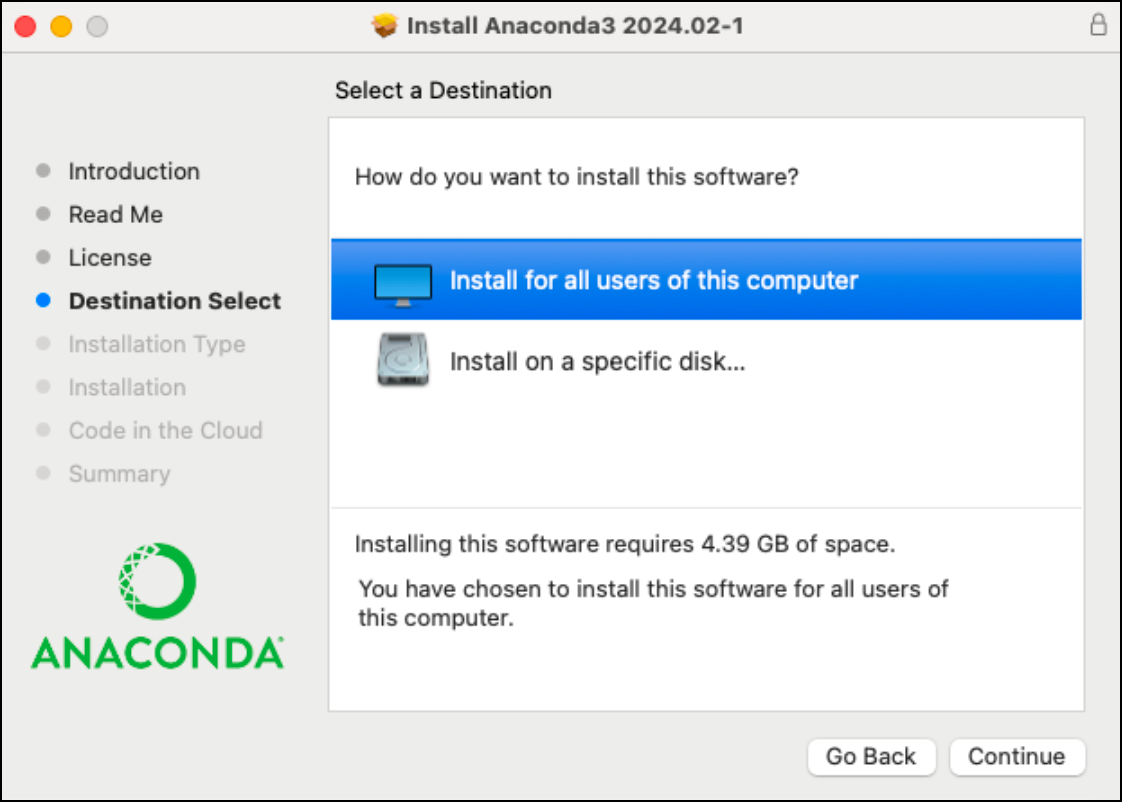 Install Anaconda3 2024.02-1
Select a Destination
Introduction
Read Me
License
Destination Select
Installation Type
Installation
Code in the Cloud
Summary
ANACONDA®
How do you want to install this software?
Install for all users of this computer
Install on a specific disk...
Installing this software requires 4.39 GB of space.
You have chosen to install this software for all users of
this computer.
Go Back
Continue